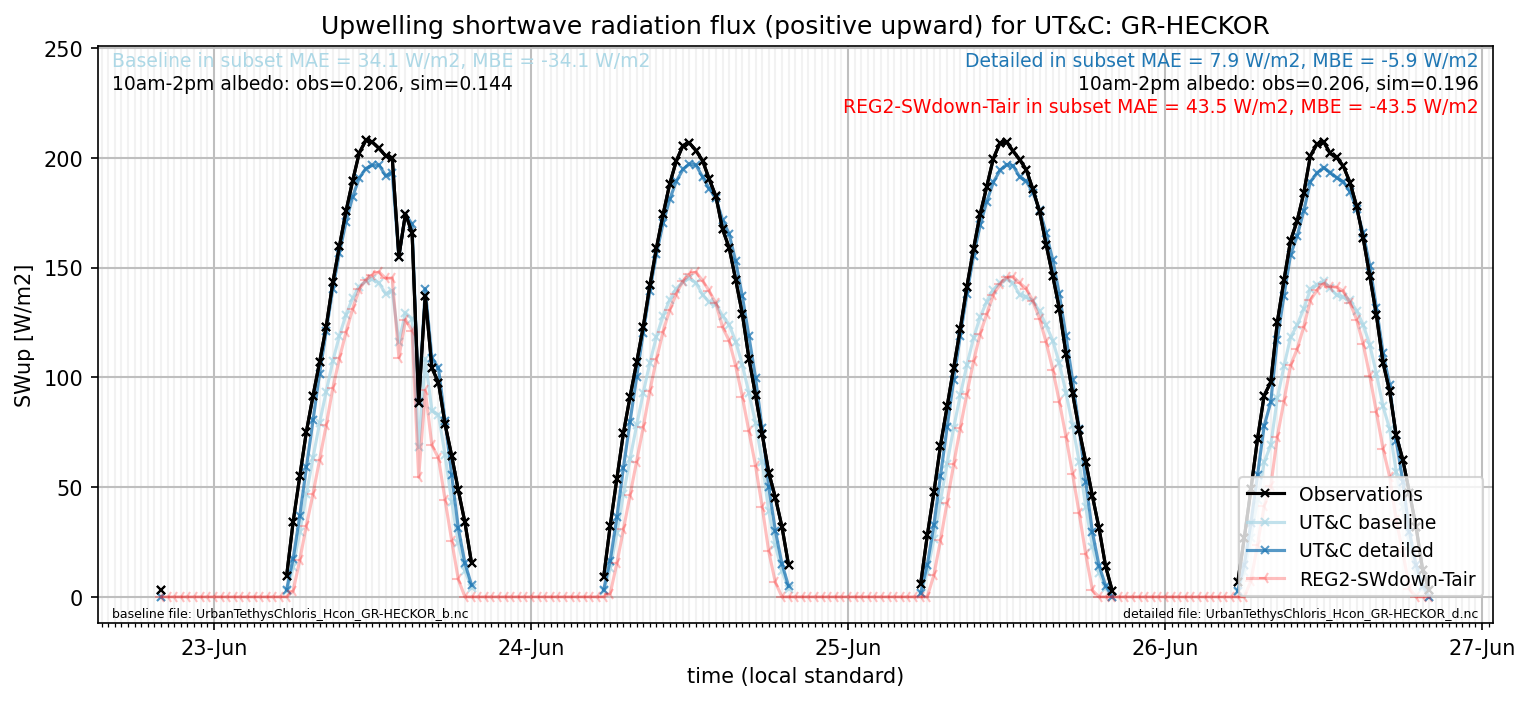 Upwelling shortwave radiation flux (positive upward) for UT&C: GR-HECKOR
Baseline in subset MAE = 34.1 W/m2, MBE = -34.1 W/m2
10am-2pm albedo: obs=0.206, sim=0.144
Detailed in subset MAE = 7.9 W/m2, MBE = -5.9 W/m2
10am-2pm albedo: obs=0.206, sim=0.196
REG2-SWdown-Tair in subset MAE = 43.5 W/m2, MBE = -43.5 W/m2
SWup [W/m2]
250
200
150
100
50
0
Observations
UT&C baseline
UT&C detailed
REG2-SWdown-Tair
baseline file: UrbanTethysChloris_Hcon_GR-HECKOR_b.nc
detailed file: UrbanTethysChloris_Hcon_GR-HECKOR_d.nc
23-Jun
24-Jun
25-Jun
26-Jun
27-Jun
time (local standard)